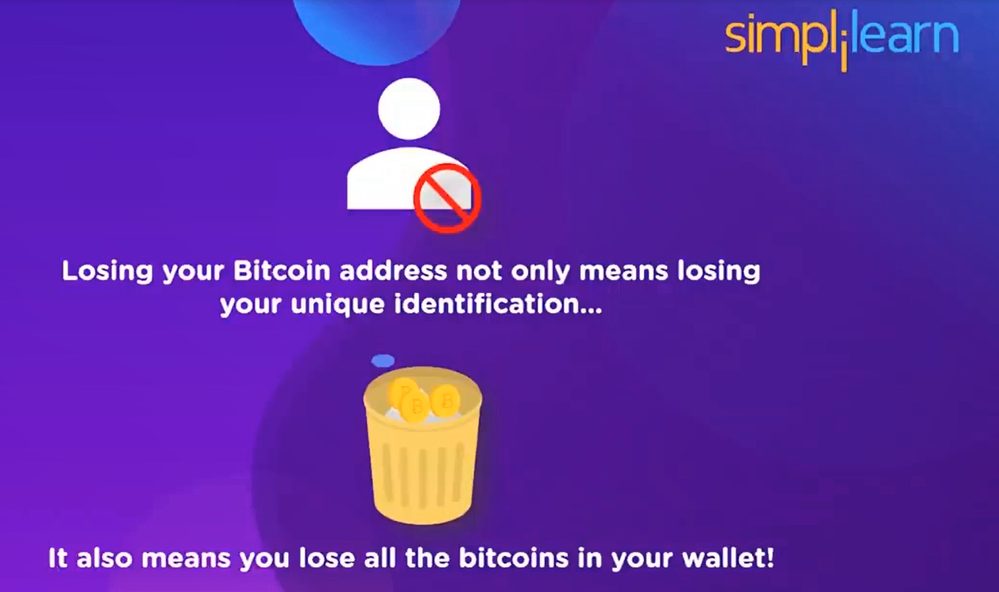 simplilearn
Losing your Bitcoin address not only means losing
your unique identification...
B
B
It also means you lose all the bitcoins in your wallet!